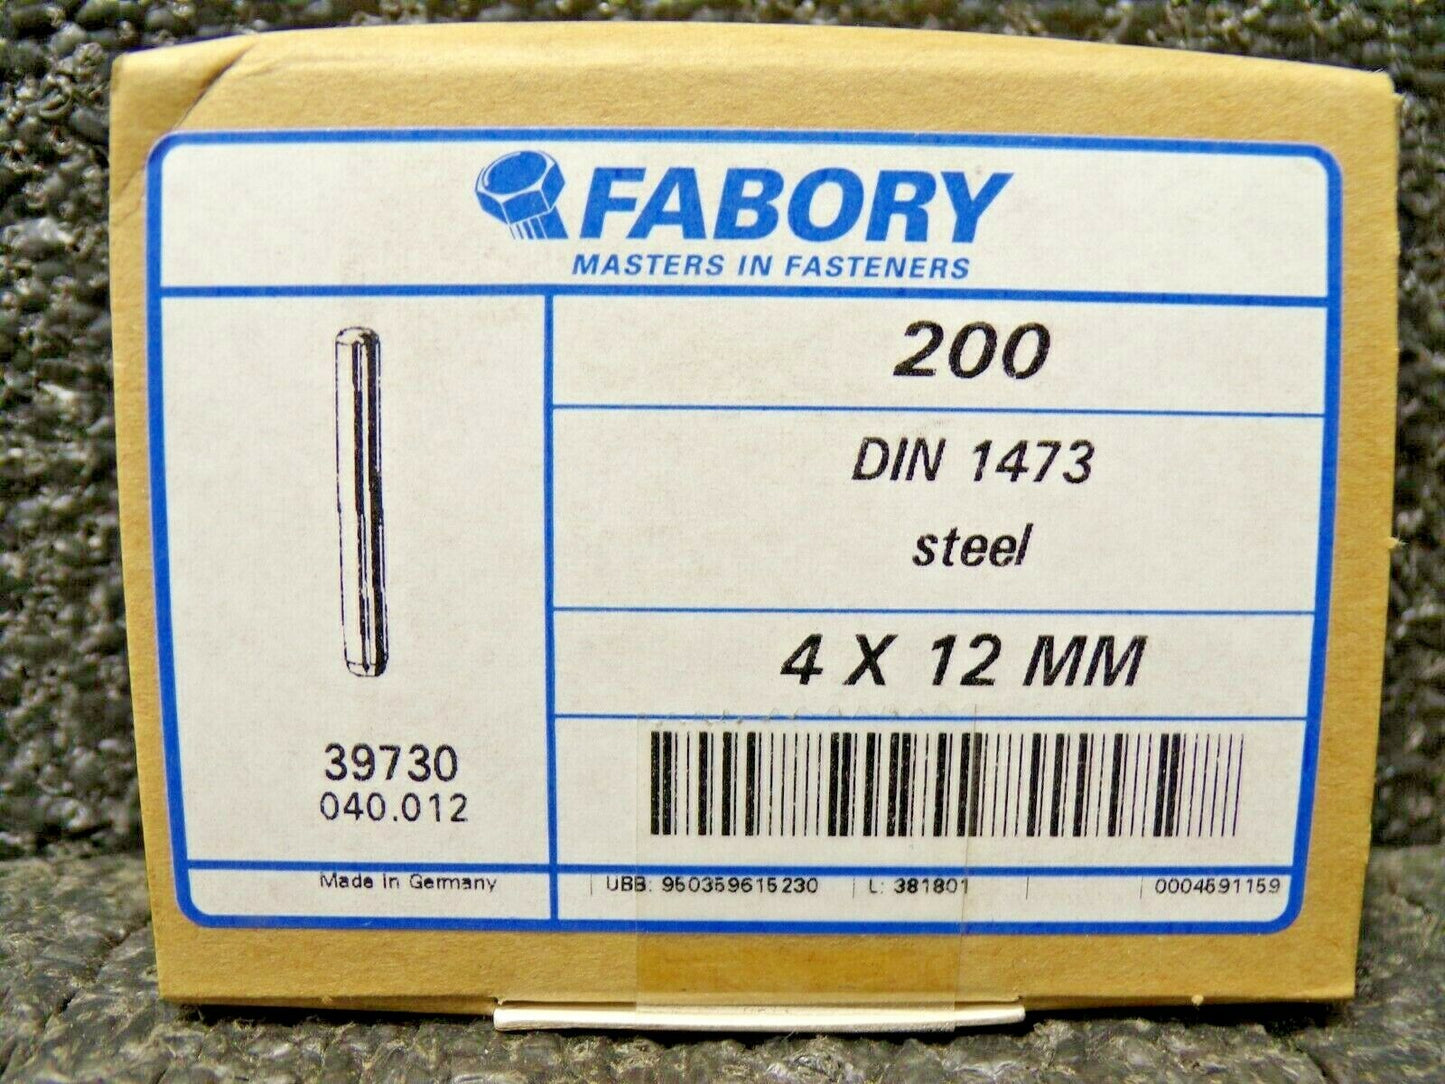 FABORY
MASTERS IN FASTENERS
200
DIN 1473
steel
4 X 12 MM
39730
040.012
Made in Germany
UBB: 950359615230
L: 381801
0004691159